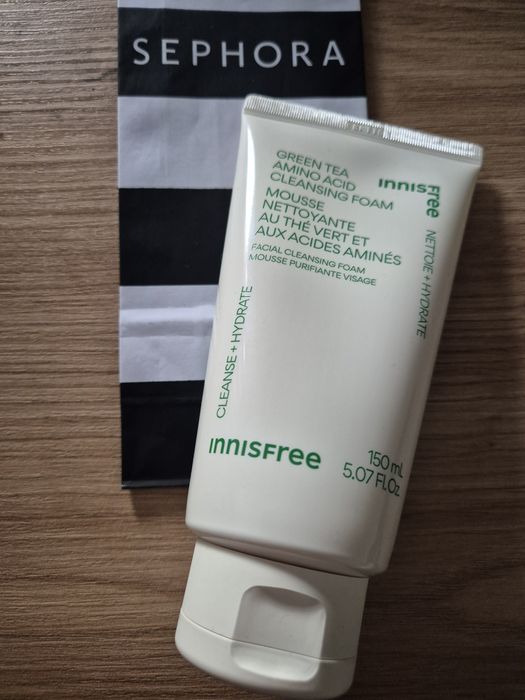 SEPHORA
GREEN TEA
AMINO ACID
CLEANSING FOAM
MOUSSE
NETTOYANTE
AU THÉ VERT ET
AUX ACIDES AMINÉS
FACIAL CLEANSING FOAM
MOUSSE PURIFIANTE VISAGE
INNISFree
NETTOIE + HYDRATE
CLEANSE + HYDRATE
INNISFree
150 mL
5.07 Fl.Oz.